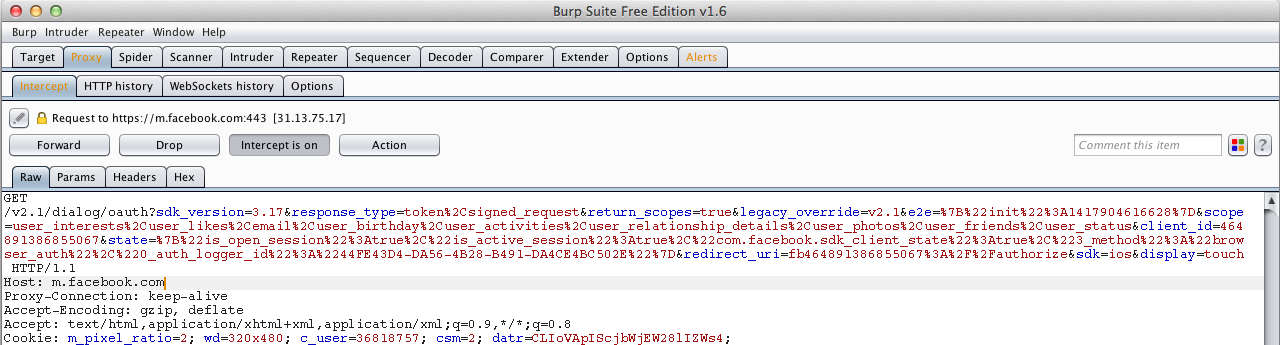 Burp Suite Free Edition v1.6
Burp Intruder Repeater Window Help
Target Proxy Spider Scanner Intruder Repeater Sequencer Decoder Comparer Extender Options Alerts
Intercept HTTP history WebSockets history Options
Request to https://m.facebook.com:443 [31.13.75.17]
Forward Drop Intercept is on Action Comment this item ?
Raw Params Headers Hex
GET
/v2.1/dialog/oauth?sdk_version=3.17&response_type=token%2Csigned_request&return_scopes=true&legacy_override=v2.1&e2e=%7B%22init%22%3A1417904616628%7D&scope
=user_interests%2Cuser_likes%2Cemail%2Cuser_birthday%2Cuser_activities%2Cuser_relationship_details%2Cuser_photos%2Cuser_friends%2Cuser_status&client_id=464
891386855067&state=%7B%22is_open_session%22%3Atrue%2C%22is_active_session%22%3Atrue%2C%22com.facebook.sdk_client_state%22%3Atrue%2C%223_method%22%3A%22brow
ser_auth%22%2C%220_auth_logger_id%22%3A%2244FE43D4-DA56-4B28-B491-DA4CE4BC502E%22%7D&redirect_uri=fb464891386855067%3A%2F%2Fauthorize&sdk=ios&display=touch
HTTP/1.1
Host: m.facebook.com
Proxy-Connection: keep-alive
Accept-Encoding: gzip, deflate
Accept: text/html,application/xhtml+xml,application/xml;q=0.9,*/*;q=0.8
Cookie: m_pixel_ratio=2; wd=320x480; c_user=36818757; csm=2; datr=CLIoVApIScjbWjEW28lIZWs4;